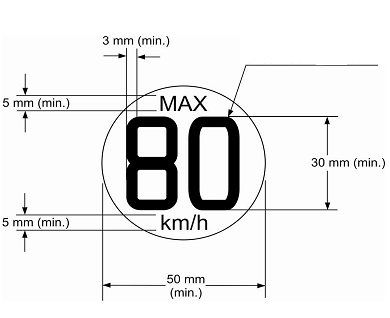 3 mm (min.)
5 mm (min.)
MAX
80
30 mm (min.)
5 mm (min.)
km/h
50 mm
(min.)